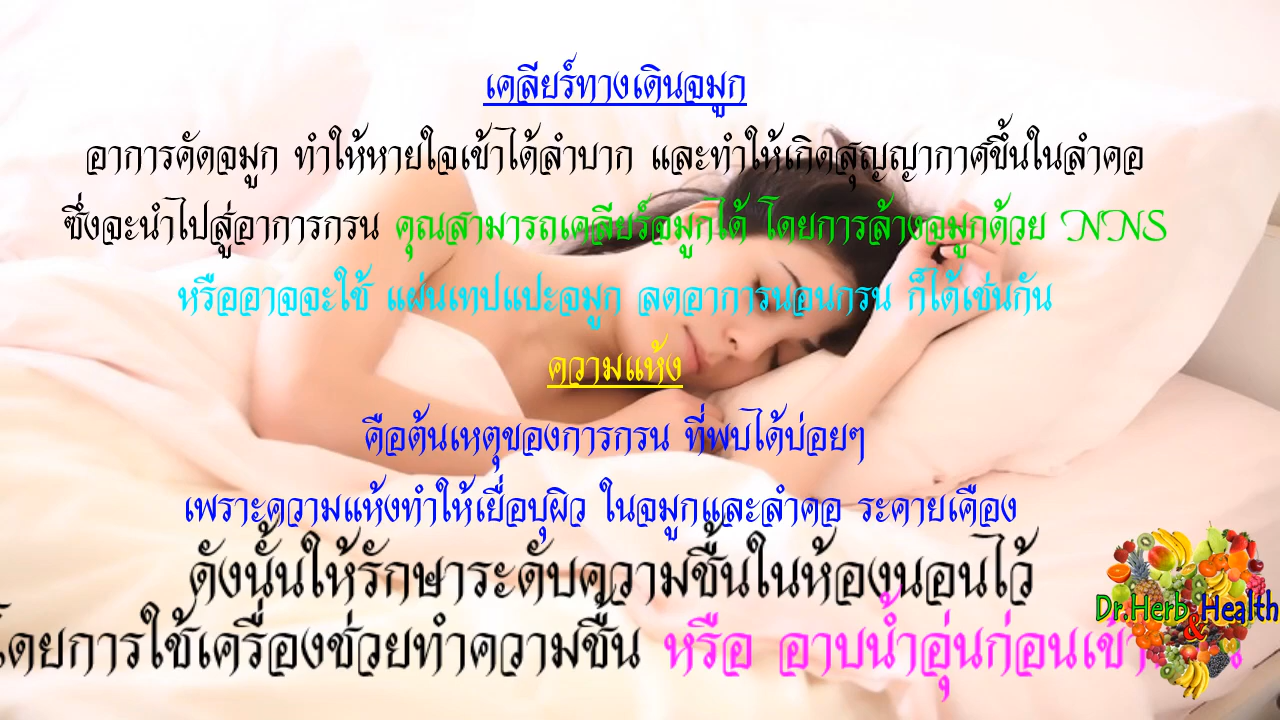 เคลียร์ทางเดินจมูก
อาการคัดจมูก ทำให้หายใจเข้าได้ลำบาก และทำให้เกิดสุญญากาศขึ้นในลำคอ
ซึ่งจะนำไปสู่อาการกรน คุณสามารถเคลียร์จมูกได้ โดยการล้างจมูกด้วย NNS
หรืออาจจะใช้ แผ่นเทปแปะจมูก ลดอาการนอนกรน ก็ได้เช่นกัน
ความแห้ง
คือต้นเหตุของการกรน ที่พบได้บ่อยๆ
เพราะความแห้งทำให้เยื่อบุผิว ในจมูกและลำคอ ระคายเคือง
ดังนั้นให้รักษาระดับความชื้นในห้องนอนไว้
โดยการใช้เครื่องช่วยทำความชื้น หรือ อาบน้ำอุ่นก่อนเข้า
Dr.Herb & Health